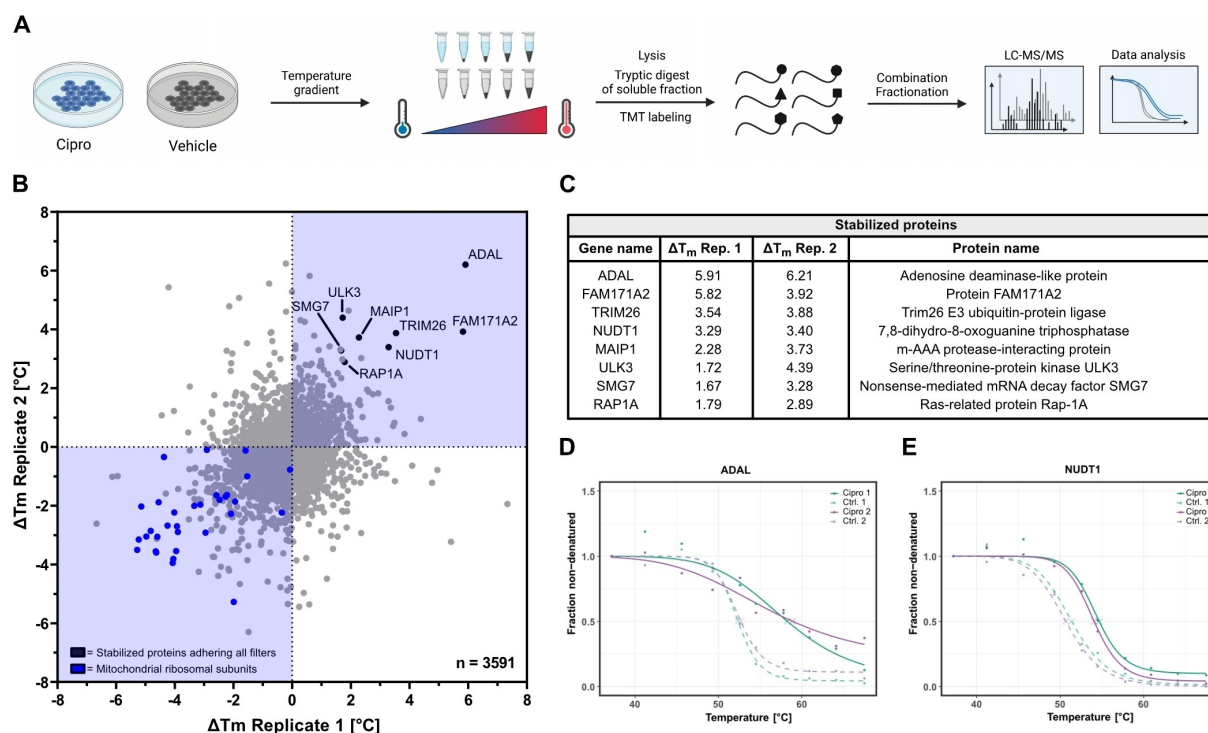 A
Cipro
Vehicle
Temperature
gradient
Lysis
Tryptic digest
of soluble fraction
TMT labeling
Combination
Fractionation
LC-MS/MS
Data analysis
B
ΔTm Replicate 2 [°C]
8
6
4
2
0
-2
-4
-6
-8
ADAL
ULK3
SMG7
MAIP1
TRIM26
FAM171A2
NUDT1
RAP1A
= Stabilized proteins adhering all filters
= Mitochondrial ribosomal subunits
n = 3591
-8 -6 -4 -2 0 2 4 6 8
ΔTm Replicate 1 [°C]
C
Stabilized proteins
Gene name ΔTm Rep. 1 ΔTm Rep. 2 Protein name
ADAL 5.91 6.21 Adenosine deaminase-like protein
FAM171A2 5.82 3.92 Protein FAM171A2
TRIM26 3.54 3.88 Trim26 E3 ubiquitin-protein ligase
NUDT1 3.29 3.40 7,8-dihydro-8-oxoguanine triphosphatase
MAIP1 2.28 3.73 m-AAA protease-interacting protein
ULK3 1.72 4.39 Serine/threonine-protein kinase ULK3
SMG7 1.67 3.28 Nonsense-mediated mRNA decay factor SMG7
RAP1A 1.79 2.89 Ras-related protein Rap-1A
D
ADAL
Fraction non-denatured
1.5
1.0
0.5
0.0
Cipro 1
Ctrl. 1
Cipro 2
Ctrl. 2
40 50 60
Temperature [°C]
E
NUDT1
Fraction non-denatured
1.5
1.0
0.5
0.0
Cipro 1
Ctrl. 1
Cipro 2
Ctrl. 2
40 50 60
Temperature [°C]